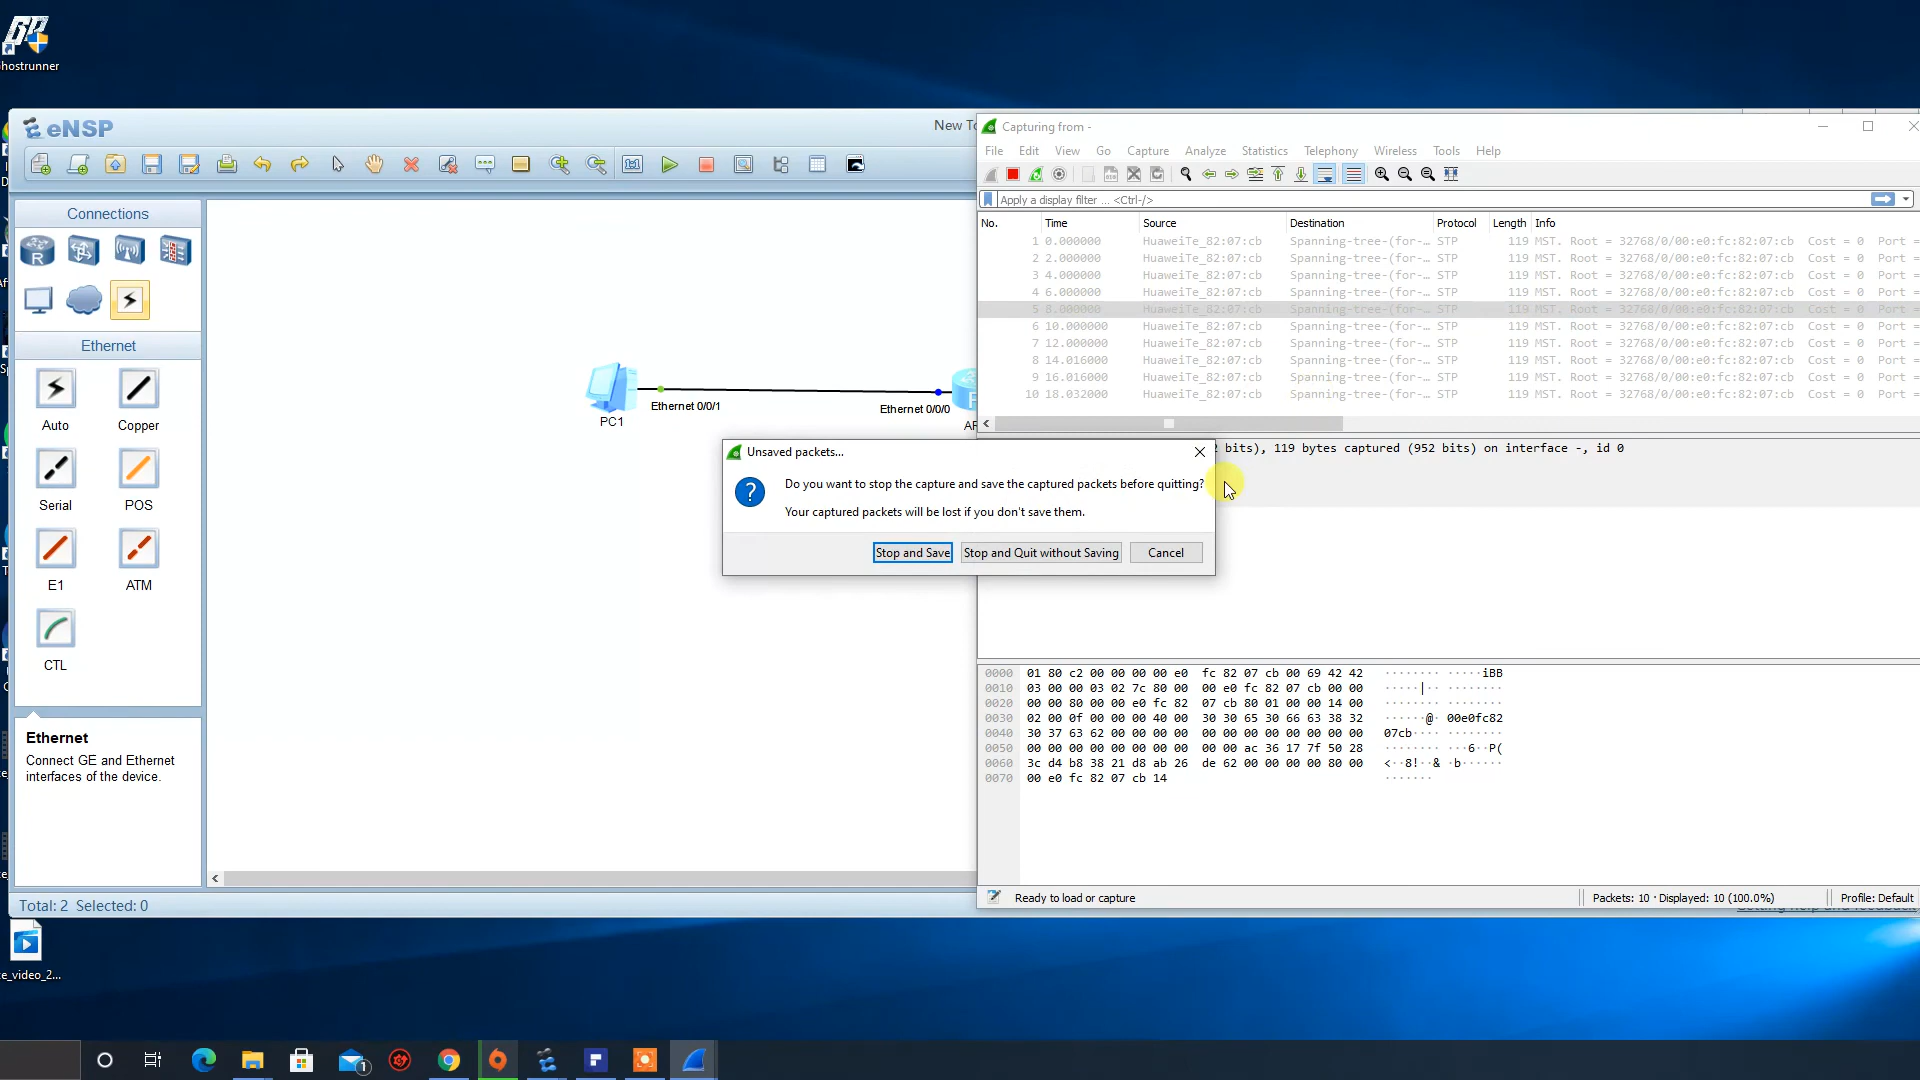 hostrunner
eNSP
New To
Capturing from -
File Edit View Go Capture Analyze Statistics Telephony Wireless Tools Help
Apply a display filter ... <Ctrl-/>
No. Time Source Destination Protocol Length Info
1 0.000000 HuaweiTe_82:07:cb Spanning-tree-(for-… STP 119 MST. Root = 32768/0/00:e0:fc:82:07:cb Cost = 0 Port =
2 2.000000 HuaweiTe_82:07:cb Spanning-tree-(for-… STP 119 MST. Root = 32768/0/00:e0:fc:82:07:cb Cost = 0 Port =
3 4.000000 HuaweiTe_82:07:cb Spanning-tree-(for-… STP 119 MST. Root = 32768/0/00:e0:fc:82:07:cb Cost = 0 Port =
4 6.000000 HuaweiTe_82:07:cb Spanning-tree-(for-… STP 119 MST. Root = 32768/0/00:e0:fc:82:07:cb Cost = 0 Port =
5 8.000000 HuaweiTe_82:07:cb Spanning-tree-(for-… STP 119 MST. Root = 32768/0/00:e0:fc:82:07:cb Cost = 0 Port =
6 10.000000 HuaweiTe_82:07:cb Spanning-tree-(for-… STP 119 MST. Root = 32768/0/00:e0:fc:82:07:cb Cost = 0 Port =
7 12.000000 HuaweiTe_82:07:cb Spanning-tree-(for-… STP 119 MST. Root = 32768/0/00:e0:fc:82:07:cb Cost = 0 Port =
8 14.016000 HuaweiTe_82:07:cb Spanning-tree-(for-… STP 119 MST. Root = 32768/0/00:e0:fc:82:07:cb Cost = 0 Port =
9 16.016000 HuaweiTe_82:07:cb Spanning-tree-(for-… STP 119 MST. Root = 32768/0/00:e0:fc:82:07:cb Cost = 0 Port =
10 18.032000 HuaweiTe_82:07:cb Spanning-tree-(for-… STP 119 MST. Root = 32768/0/00:e0:fc:82:07:cb Cost = 0 Port =
Connections
R
Ethernet
Auto Copper
Serial POS
E1 ATM
CTL
Ethernet
Connect GE and Ethernet
interfaces of the device.
Ethernet 0/0/1
PC1
Ethernet 0/0/0
AR
bits), 119 bytes captured (952 bits) on interface -, id 0
Unsaved packets...
Do you want to stop the capture and save the captured packets before quitting?
Your captured packets will be lost if you don't save them.
Stop and Save Stop and Quit without Saving Cancel
0000 01 80 c2 00 00 00 00 e0 fc 82 07 cb 00 69 42 42 ········ ·····iBB
0010 03 00 00 03 02 7c 80 00 00 e0 fc 82 07 cb 00 00 ·····|·· ········
0020 00 00 80 00 00 e0 fc 82 07 cb 80 01 00 00 14 00 ········ ········
0030 02 00 0f 00 00 00 40 00 30 30 65 30 66 63 38 32 ······@· 00e0fc82
0040 30 37 63 62 00 00 00 00 00 00 00 00 00 00 00 00 07cb···· ········
0050 00 00 00 00 00 00 00 00 00 ac 36 17 7f 50 28 ········ ··6··P(
0060 3c d4 b8 38 21 d8 ab 26 de 62 00 00 00 00 80 00 <··8!··& ·b······
0070 00 e0 fc 82 07 cb 14 ·······
Ready to load or capture
Packets: 10 · Displayed: 10 (100.0%)
Profile: Default
Total: 2 Selected: 0
Getting help and feedback
e_video_2...
1